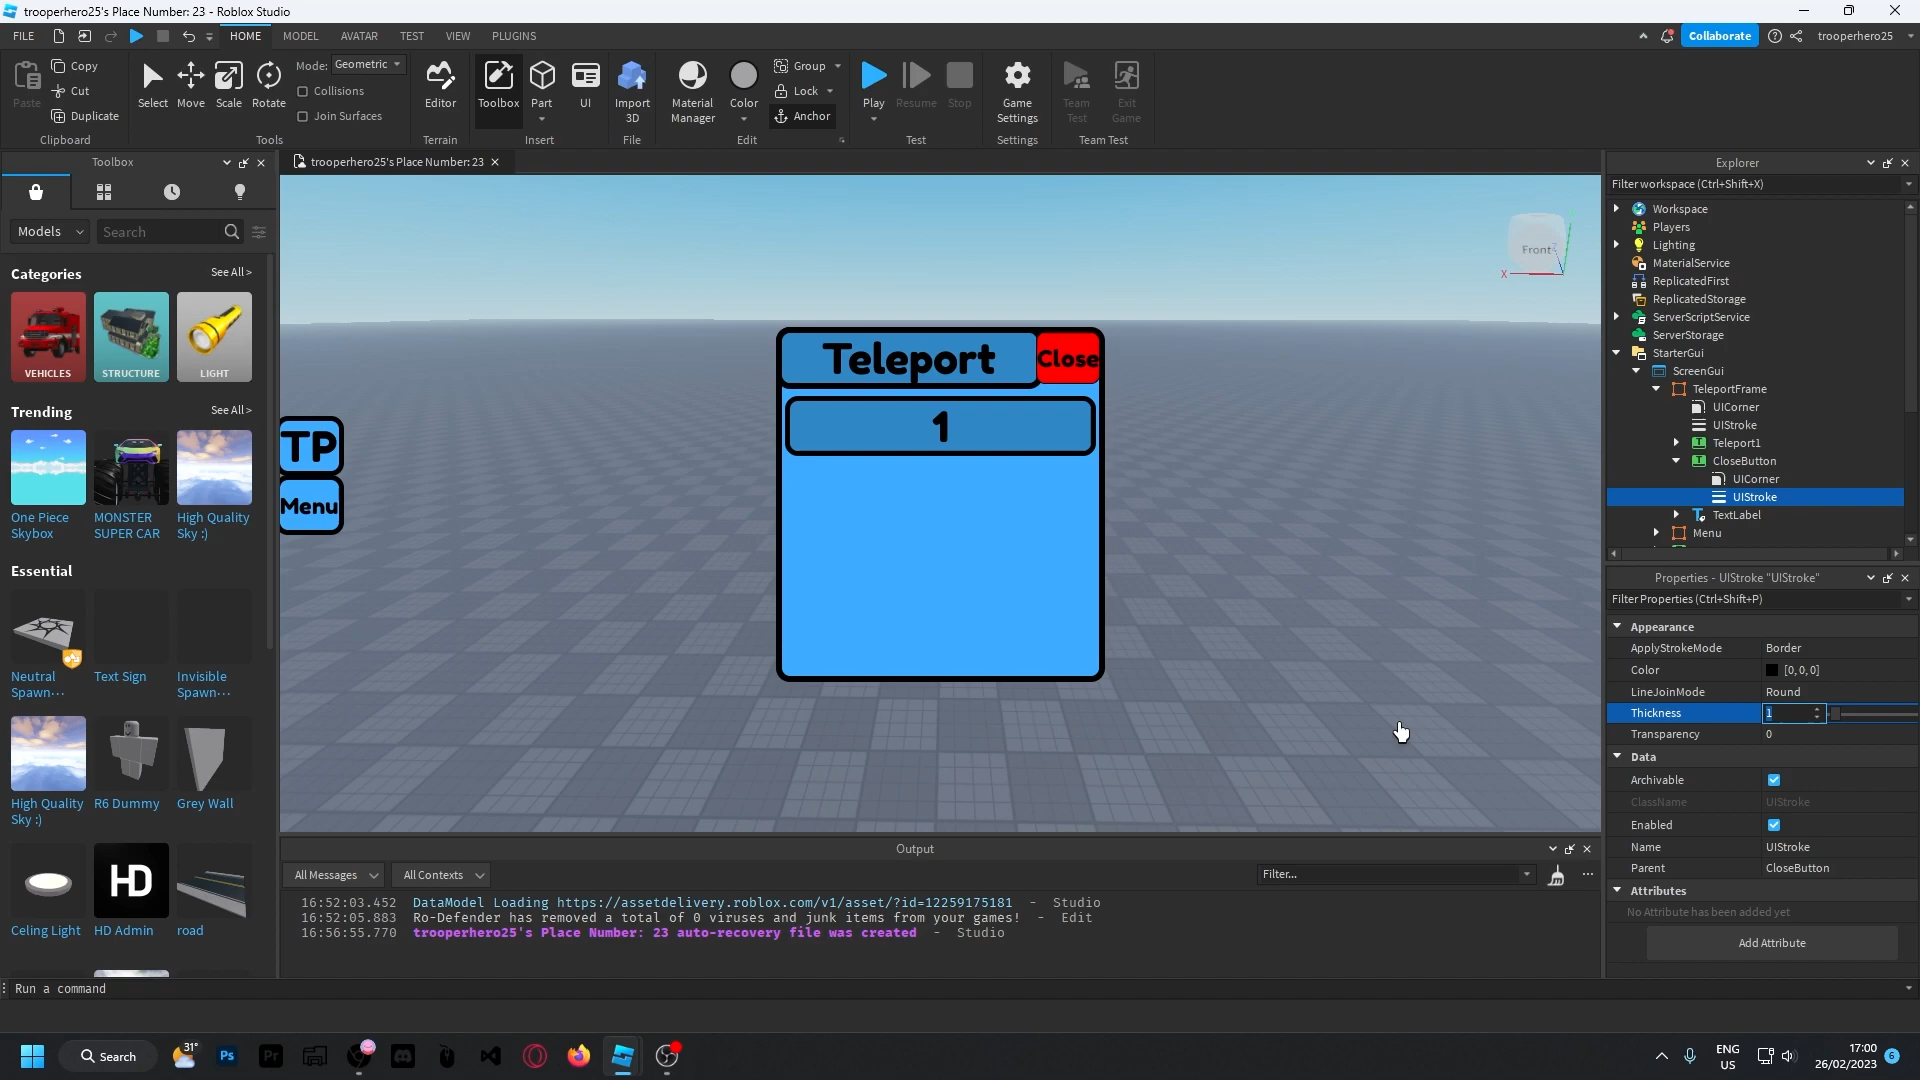 trooperhero25's Place Number: 23 - Roblox Studio
FILE
HOME
MODEL
AVATAR
TEST
VIEW
PLUGINS
Collaborate
trooperhero25
Paste
Copy
Cut
Duplicate
Clipboard
Select
Move
Scale
Rotate
Mode:
Geometric
Collisions
Join Surfaces
Tools
Editor
Terrain
Toolbox
Part
UI
Insert
Import
3D
File
Material
Manager
Color
Group
Lock
Anchor
Edit
Play
Resume
Stop
Test
Game
Settings
Settings
Team
Test
Exit
Game
Team Test
Toolbox
trooperhero25's Place Number: 23
Models
Search
Categories
See All >
VEHICLES
STRUCTURE
LIGHT
Trending
See All >
One Piece
Skybox
MONSTER
SUPER CAR
High Quality
Sky :)
Essential
Neutral
Spawn...
Text Sign
Invisible
Spawn...
High Quality
Sky :)
R6 Dummy
Grey Wall
Celing Light
HD
HD Admin
road
Teleport
Close
1
TP
Menu
Front
X
Z
Explorer
Filter workspace (Ctrl+Shift+X)
Workspace
Players
Lighting
MaterialService
ReplicatedFirst
ReplicatedStorage
ServerScriptService
ServerStorage
StarterGui
ScreenGui
TeleportFrame
UICorner
UIStroke
Teleport1
CloseButton
UICorner
UIStroke
TextLabel
Menu
Properties - UIStroke "UIStroke"
Filter Properties (Ctrl+Shift+P)
Appearance
ApplyStrokeMode Border
Color [0, 0, 0]
LineJoinMode Round
Thickness 1
Transparency 0
Data
Archivable
ClassName UIStroke
Enabled
Name UIStroke
Parent CloseButton
Attributes
No Attribute has been added yet
Add Attribute
Output
All Messages
All Contexts
Filter...
16:52:03.452 DataModel Loading https://assetdelivery.roblox.com/v1/asset/?id=12259175181 - Studio
16:52:05.883 Ro-Defender has removed a total of 0 viruses and junk items from your games! - Edit
16:56:55.770 trooperhero25's Place Number: 23 auto-recovery file was created - Studio
Run a command
Search
31°
Ps
Pr
ENG
US
17:00
26/02/2023
6